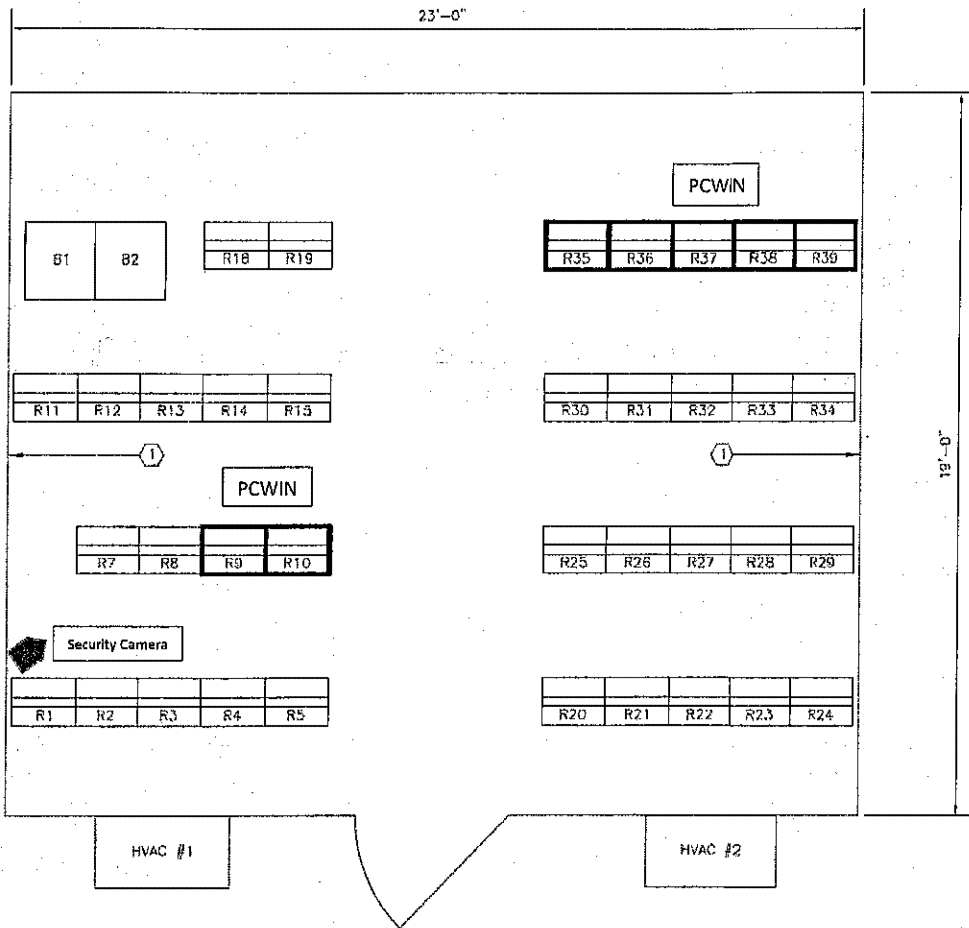 23'-0"
PCWIN
B1 B2 R18 R19 R35 R36 R37 R38 R39
R11 R12 R13 R14 R15 R30 R31 R32 R33 R34
1 1
19'-0"
PCWIN
R7 R8 R9 R10 R25 R26 R27 R28 R29
Security Camera
R1 R2 R3 R4 R5 R20 R21 R22 R23 R24
HVAC #1 HVAC #2